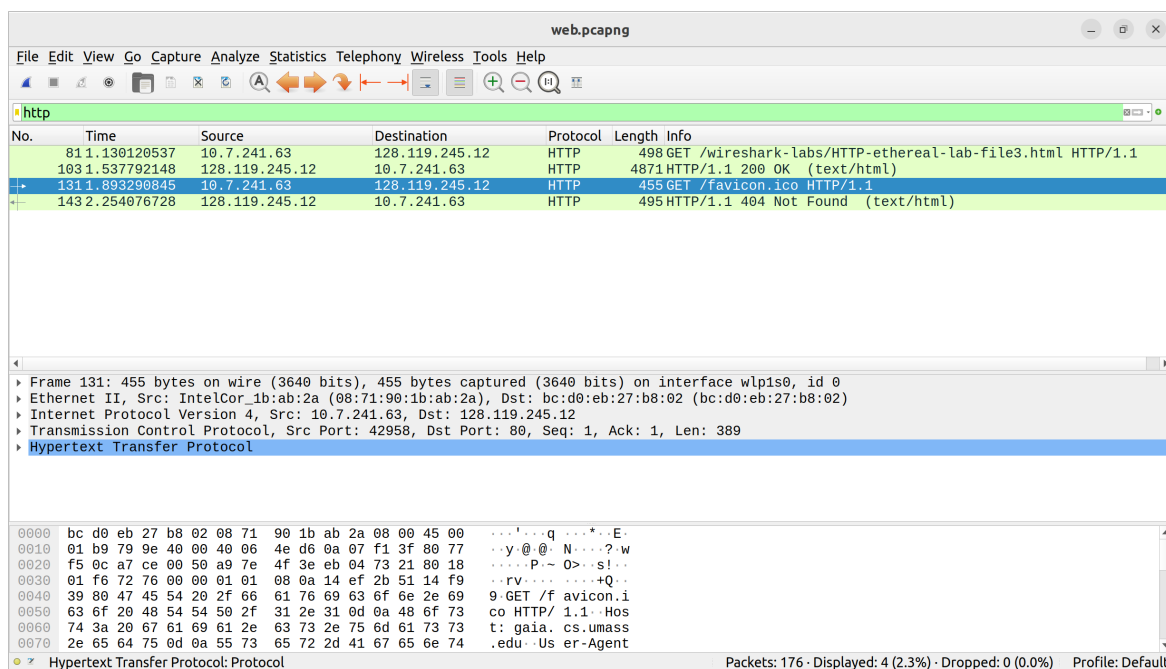 web.pcapng
File Edit View Go Capture Analyze Statistics Telephony Wireless Tools Help
http
No. Time Source Destination Protocol Length Info
81 1.130120537 10.7.241.63 128.119.245.12 HTTP 498 GET /wireshark-labs/HTTP-ethereal-lab-file3.html HTTP/1.1
103 1.537792148 128.119.245.12 10.7.241.63 HTTP 4871 HTTP/1.1 200 OK (text/html)
131 1.893290845 10.7.241.63 128.119.245.12 HTTP 455 GET /favicon.ico HTTP/1.1
143 2.254076728 128.119.245.12 10.7.241.63 HTTP 495 HTTP/1.1 404 Not Found (text/html)
Frame 131: 455 bytes on wire (3640 bits), 455 bytes captured (3640 bits) on interface wlp1s0, id 0
Ethernet II, Src: IntelCor_1b:ab:2a (08:71:90:1b:ab:2a), Dst: bc:d0:eb:27:b8:02 (bc:d0:eb:27:b8:02)
Internet Protocol Version 4, Src: 10.7.241.63, Dst: 128.119.245.12
Transmission Control Protocol, Src Port: 42958, Dst Port: 80, Seq: 1, Ack: 1, Len: 389
Hypertext Transfer Protocol
0000 bc d0 eb 27 b8 02 08 71 90 1b ab 2a 08 00 45 00 ···'···q ···*··E·
0010 01 b9 79 9e 40 00 40 06 4e d6 0a 07 f1 3f 80 77 ··y·@·@· N····?·w
0020 f5 0c a7 ce 00 50 a9 7e 4f 3e eb 04 73 21 80 18 ·····P·~ O>··s!··
0030 01 f6 72 76 00 00 01 01 08 0a 14 ef 2b 51 14 f9 ··rv···· ····+Q··
0040 39 80 47 45 54 20 2f 66 61 76 69 63 6f 6e 2e 69 9·GET /f avicon.i
0050 63 6f 20 48 54 54 50 2f 31 2e 31 0d 0a 48 6f 73 co HTTP/ 1.1··Hos
0060 74 3a 20 67 61 69 61 2e 63 73 2e 75 6d 61 73 73 t: gaia. cs.umass
0070 2e 65 64 75 0d 0a 55 73 65 72 2d 41 67 65 6e 74 .edu··Us er-Agent
Hypertext Transfer Protocol: Protocol Packets: 176 · Displayed: 4 (2.3%) · Dropped: 0 (0.0%) Profile: Default